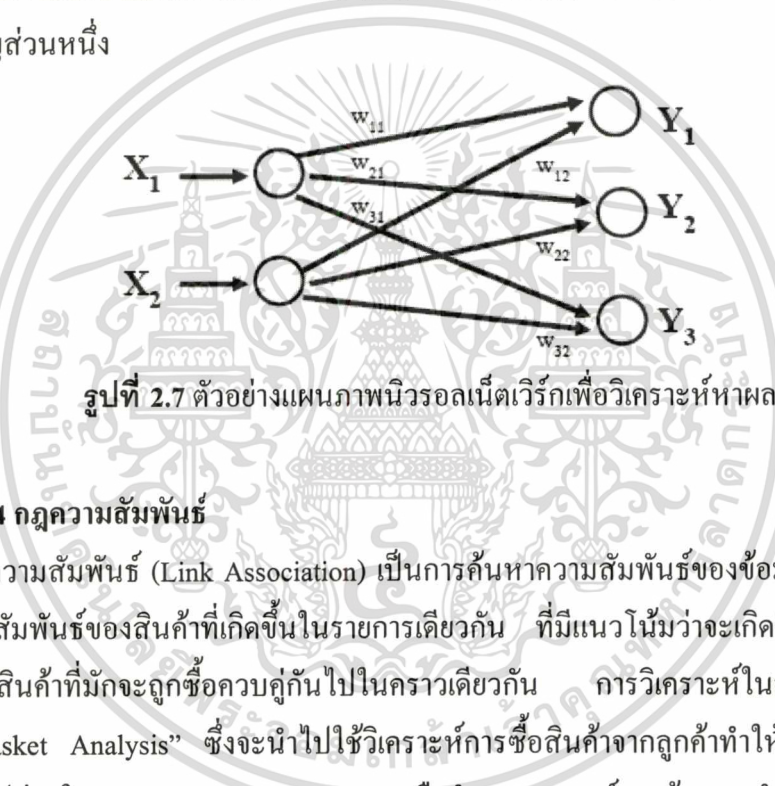 ส่วนหนึ่ง
w11
Y1
X1
w21
w12
w31
Y2
w22
X2
Y3
w32
รูปที่ 2.7 ตัวอย่างแผนภาพนิวรอลเน็ตเวิร์กเพื่อวิเคราะห์หาผล
4 กฎความสัมพันธ์
วามสัมพันธ์ (Link Association) เป็นการค้นหาความสัมพันธ์ของข้อม
สัมพันธ์ของสินค้าที่เกิดขึ้นในรายการเดียวกัน ที่มีแนวโน้มว่าจะเกิด
สินค้าที่มักจะถูกซื้อควบคู่กันไปในคราวเดียวกัน การวิเคราะห์ใน
sket Analysis” ซึ่งจะนำไปใช้วิเคราะห์การซื้อสินค้าจากลูกค้าทำให้